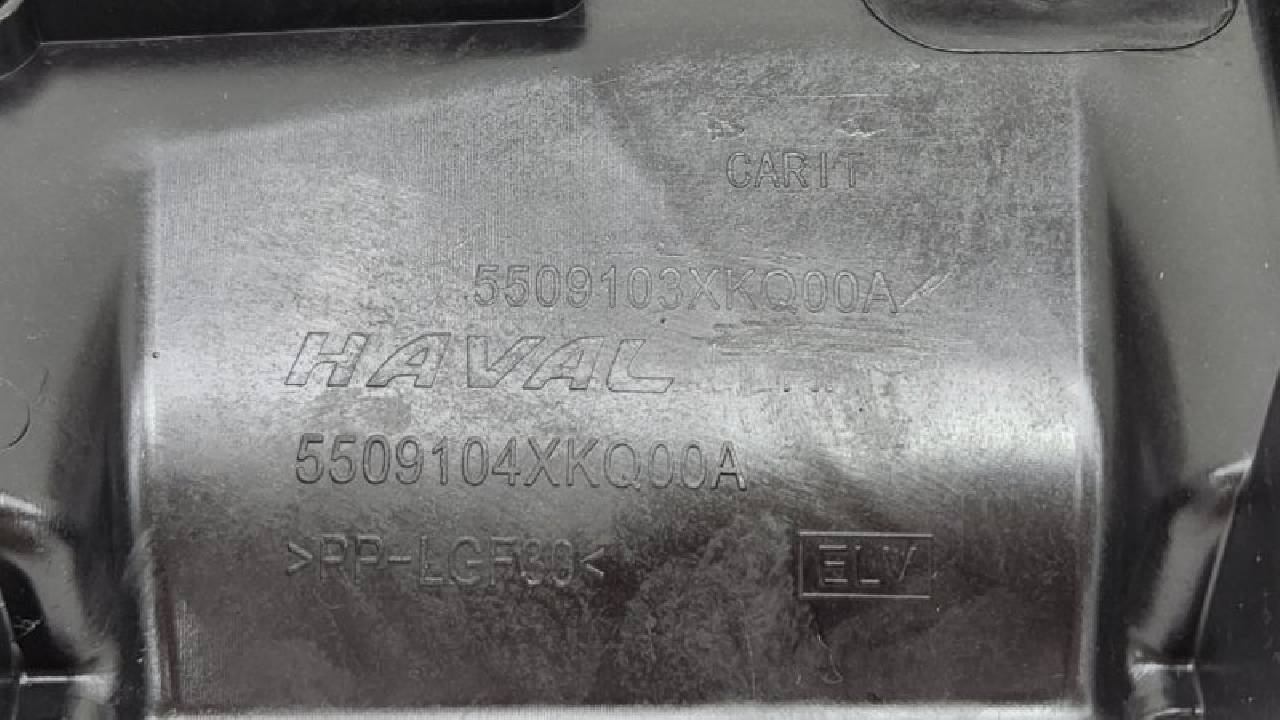 CARIT
5509103XKQ00A
HAVAL
5509104XKQ00A
>PP-LGF30<
ELV